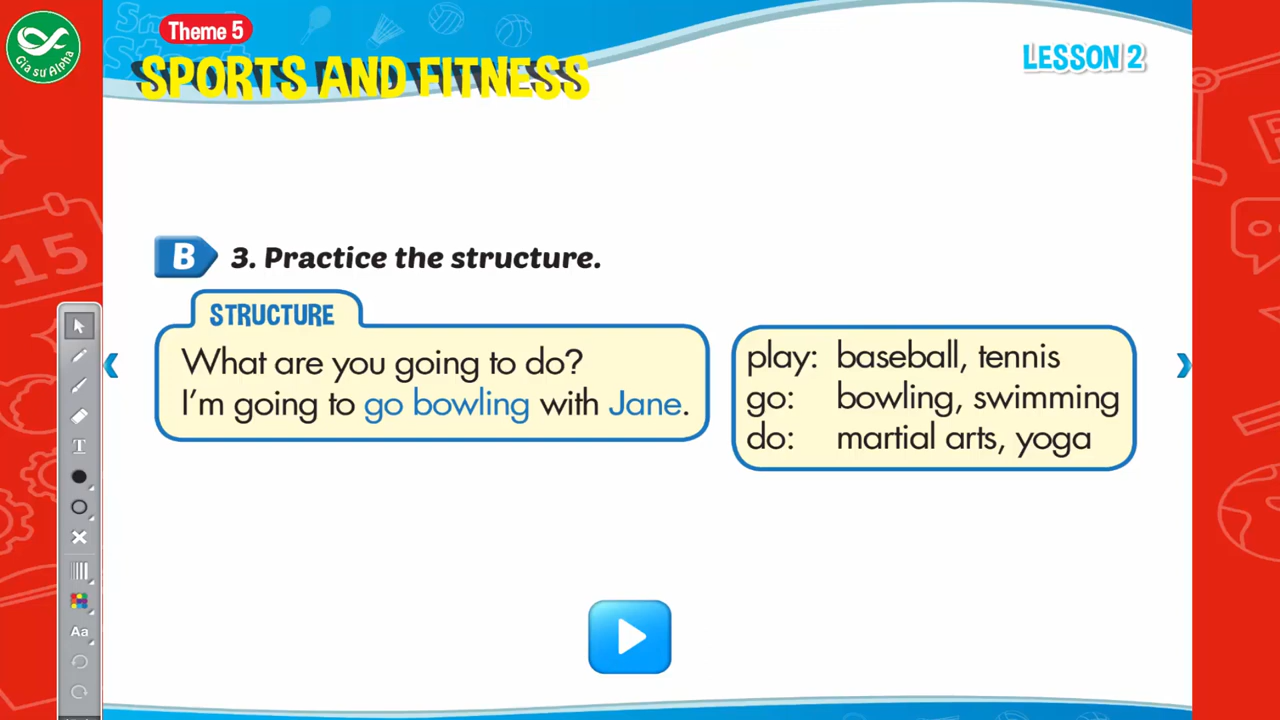 Gia sư Alpha
Theme 5
SPORTS AND FITNESS
LESSON 2
B 3. Practice the structure.
STRUCTURE
What are you going to do?
I'm going to go bowling with Jane.
play: baseball, tennis
go: bowling, swimming
do: martial arts, yoga
15
T
Aa